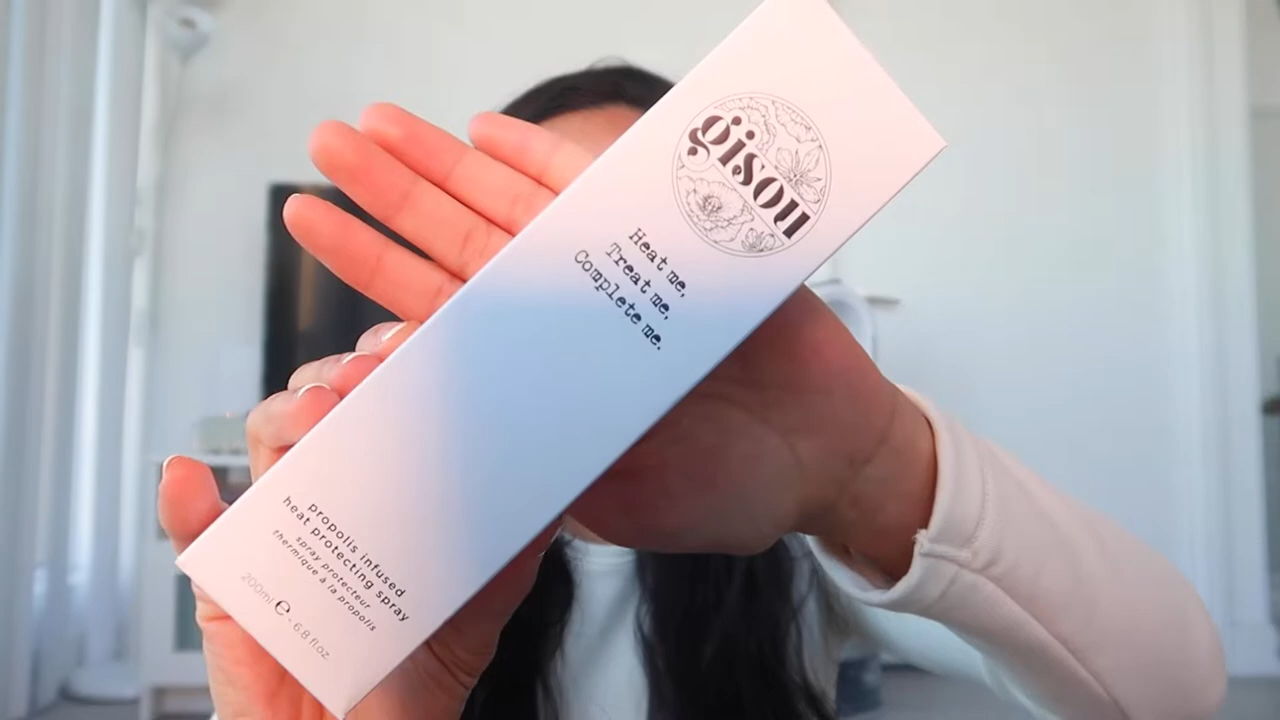 gisou
Heat me,
Treat me,
Complete me.
propolis infused
heat protecting spray
spray protecteur
thermique à la propolis
200ml ℮ - 6.8 fl oz